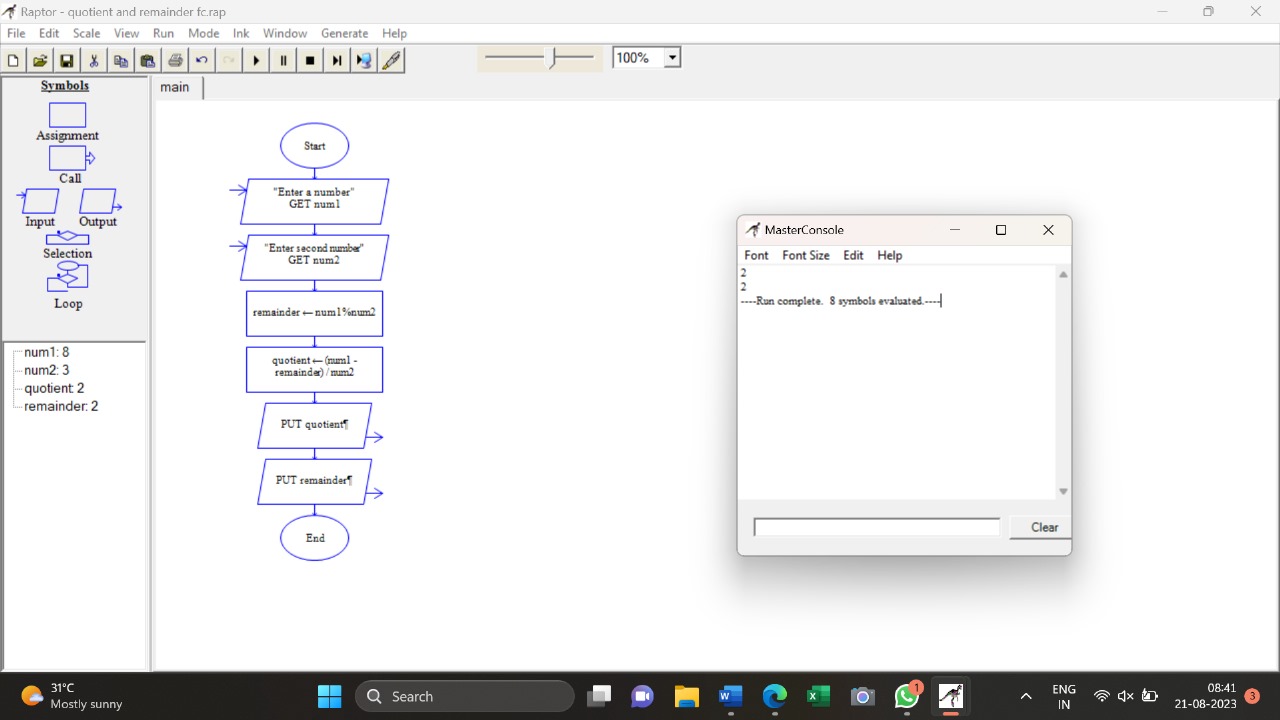 Raptor - quotient and remainder fc.rap
File Edit Scale View Run Mode Ink Window Generate Help
100%
Symbols
Assignment
Call
Input Output
Selection
Loop
num1: 8
num2: 3
quotient: 2
remainder: 2
main
Start
"Enter a number"
GET num1
"Enter second number"
GET num2
remainder ← num1%num2
quotient ← (num1 -
remainder) / num2
PUT quotient¶
PUT remainder¶
End
MasterConsole
Font Font Size Edit Help
2
2
----Run complete. 8 symbols evaluated.----
Clear
31°C
Mostly sunny
Search
1
ENG
IN
08:41
21-08-2023
3